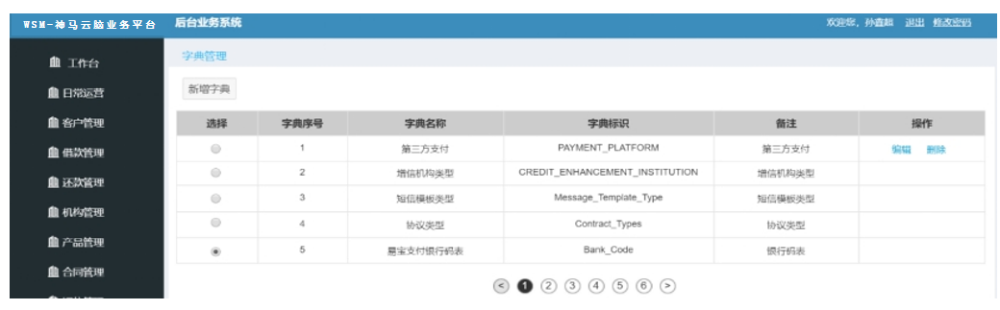 WSM-神马云脑业务平台 后台业务系统 欢迎您，孙鑫超 退出 修改密码
工作台
日常运营
客户管理
借款管理
还款管理
机构管理
产品管理
合同管理
字典管理
新增字典
选择 字典序号 字典名称 字典标识 备注 操作
1 第三方支付 PAYMENT_PLATFORM 第三方支付 编辑 删除
2 增信机构类型 CREDIT_ENHANCEMENT_INSTITUTION 增信机构类型
3 短信模板类型 Message_Template_Type 短信模板类型
4 协议类型 Contract_Types 协议类型
5 易宝支付银行码表 Bank_Code 银行码表
< 1 2 3 4 5 6 >